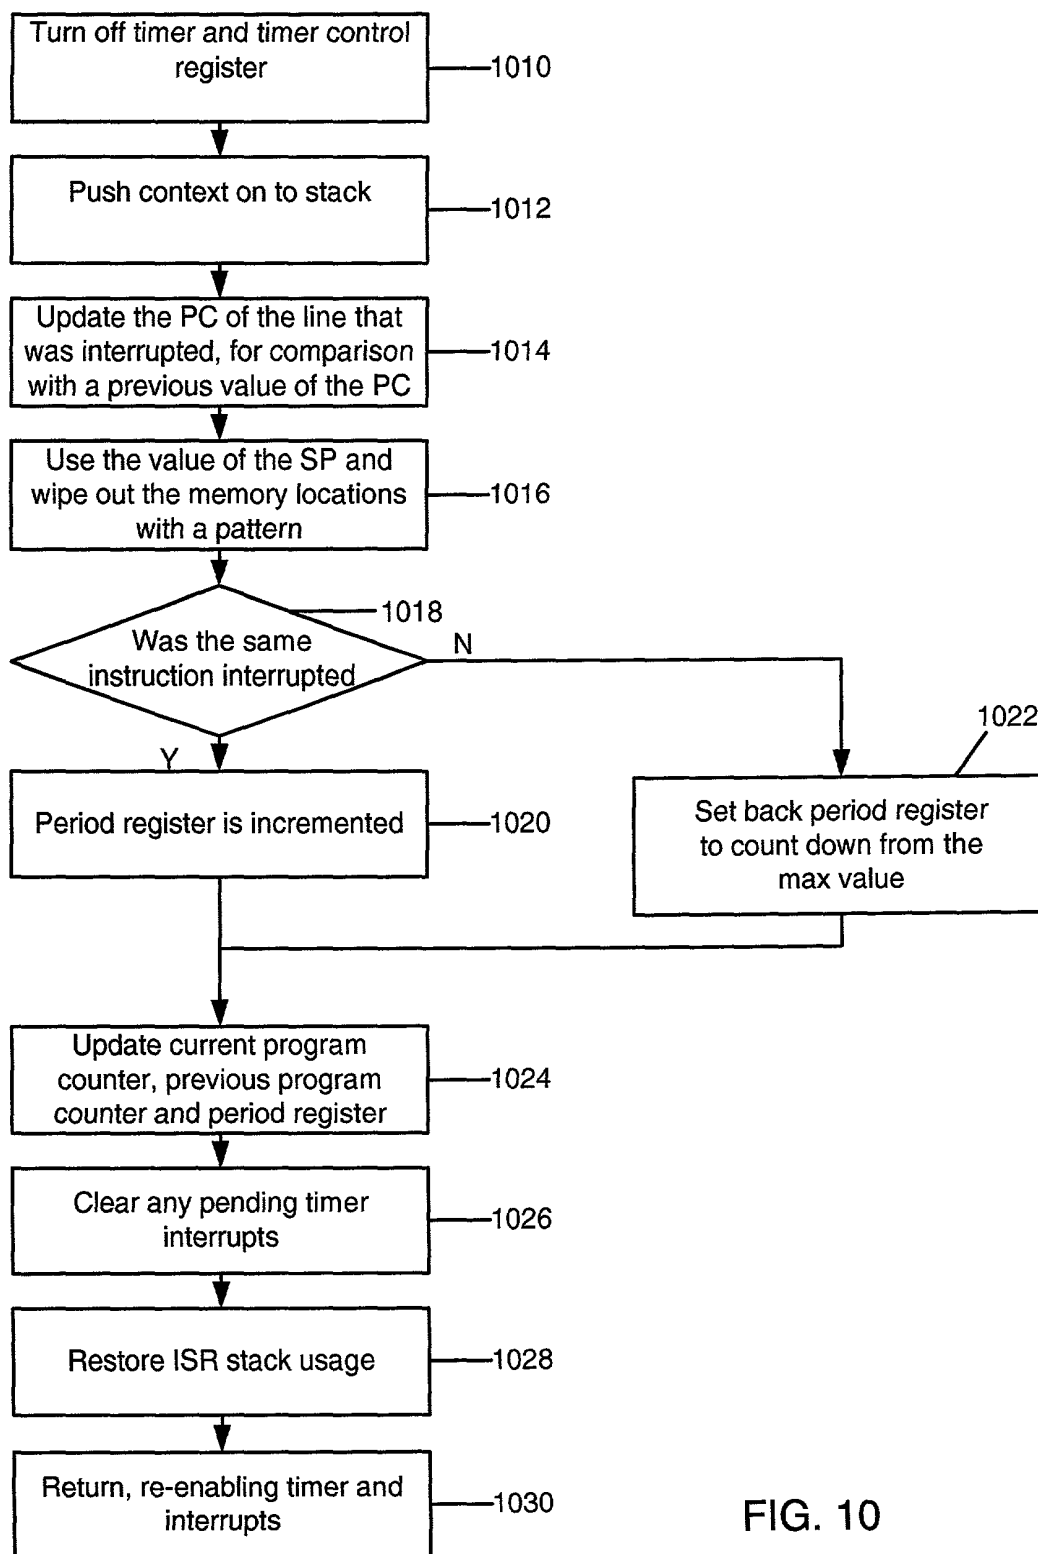 Turn off timer and timer control
register
1010
Push context on to stack
1012
Update the PC of the line that
was interrupted, for comparison
with a previous value of the PC
1014
Use the value of the SP and
wipe out the memory locations
with a pattern
1016
1018
Was the same
instruction interrupted
N
Y
1022
Period register is incremented
1020
Set back period register
to count down from the
max value
Update current program
counter, previous program
counter and period register
1024
Clear any pending timer
interrupts
1026
Restore ISR stack usage
1028
Return, re-enabling timer and
interrupts
1030
FIG. 10